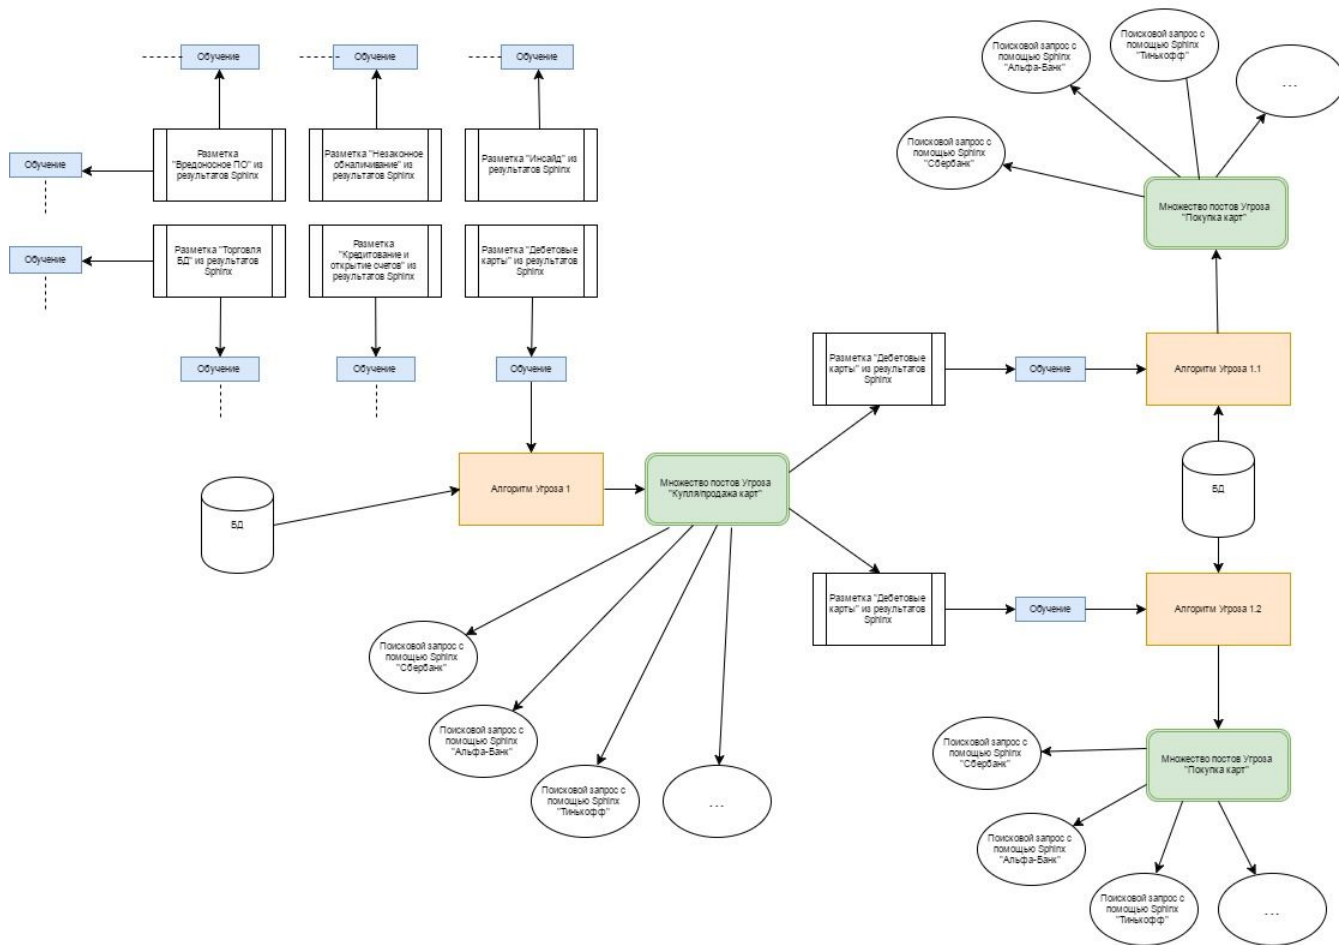 Обучение
Обучение
Обучение
Поисковой запрос с
помощью Sphinx
"Альфа-Банк"
Поисковой запрос с
помощью Sphinx
"Тинькофф"
...
Обучение
Разметка
"Вредоносное ПО" из
результатов Sphinx
Разметка "Незаконное
обналичивание" из
результатов Sphinx
Разметка "Инсайд" из
результатов Sphinx
Поисковой запрос с
помощью Sphinx
"Сбербанк"
Множество постов Угроза
"Покупка карт"
Обучение
Разметка "Торговля
БД" из результатов
Sphinx
Разметка
"Кредитование и
открытие счетов" из
результатов Sphinx
Разметка "Дебетовые
карты" из результатов
Sphinx
Обучение
Обучение
Обучение
Разметка "Дебетовые
карты" из результатов
Sphinx
Обучение
Алгоритм Угроза 1.1
БД
Алгоритм Угроза 1
Множество постов Угроза
"Купля/продажа карт"
БД
Разметка "Дебетовые
карты" из результатов
Sphinx
Обучение
Алгоритм Угроза 1.2
Поисковой запрос с
помощью Sphinx
"Сбербанк"
Поисковой запрос с
помощью Sphinx
"Альфа-Банк"
Поисковой запрос с
помощью Sphinx
"Тинькофф"
...
Поисковой запрос с
помощью Sphinx
"Сбербанк"
Множество постов Угроза
"Покупка карт"
Поисковой запрос с
помощью Sphinx
"Альфа-Банк"
Поисковой запрос с
помощью Sphinx
"Тинькофф"
...